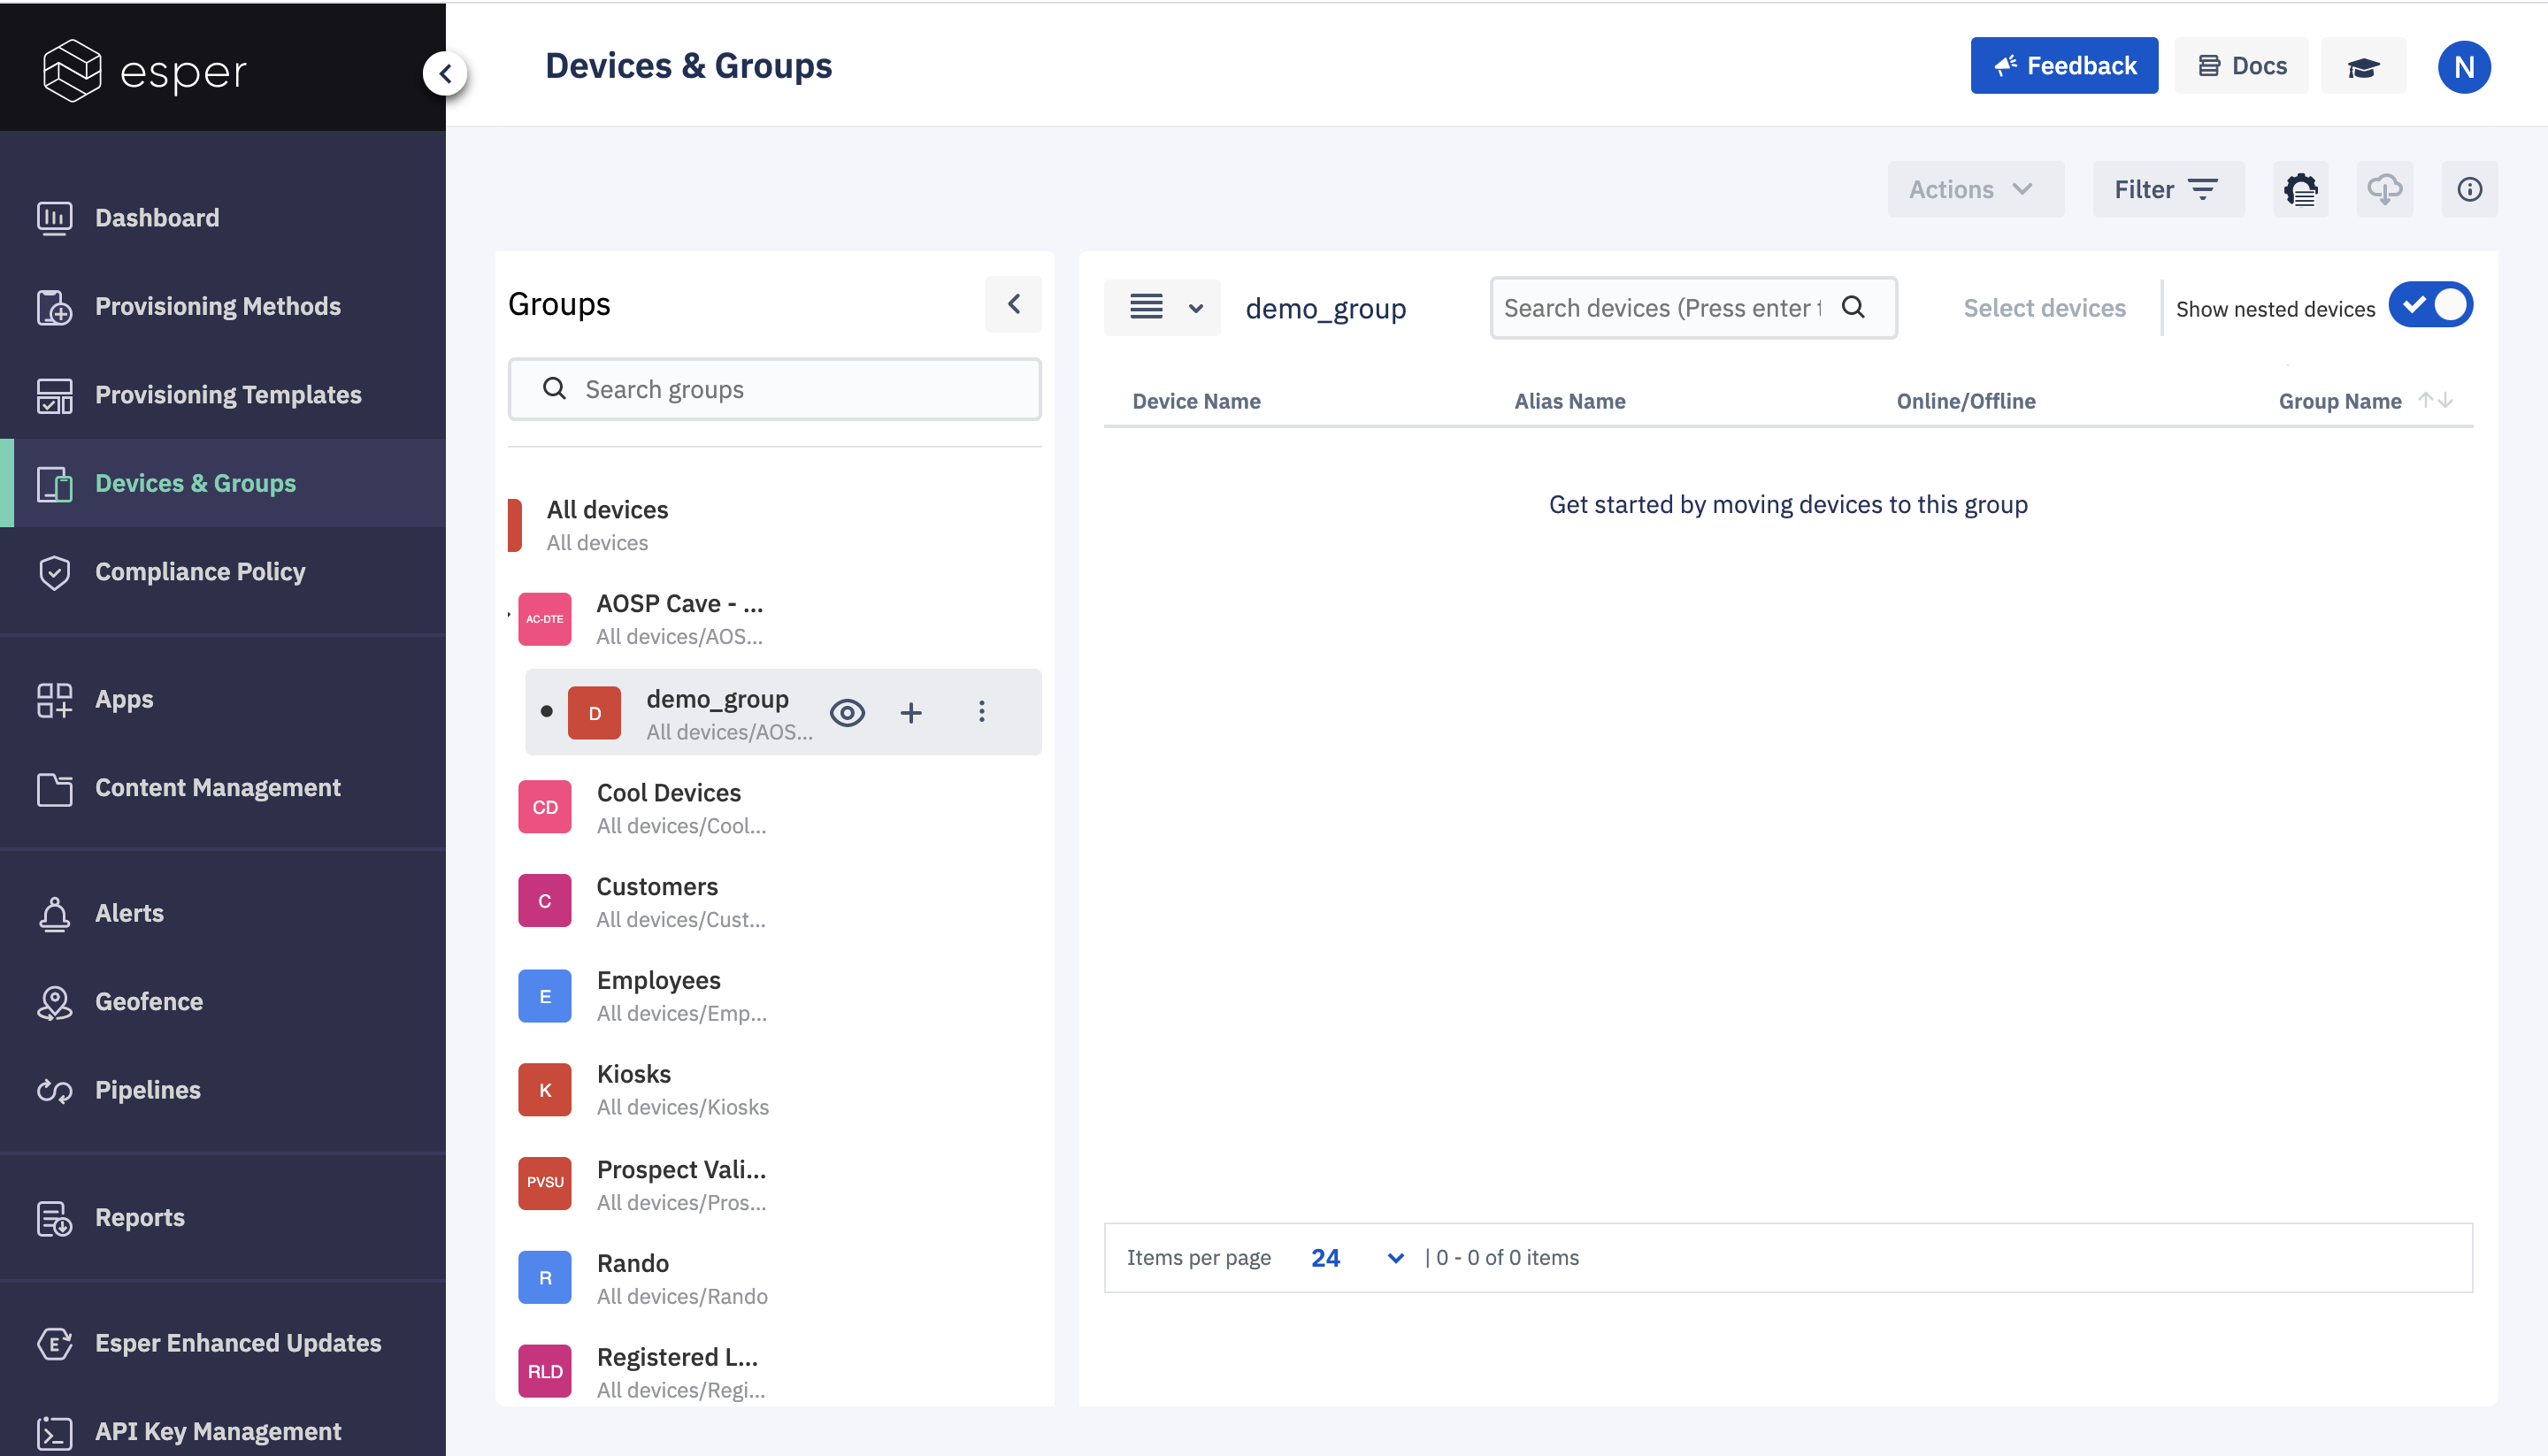 esper
Devices & Groups
Feedback
Docs
N
Dashboard
Provisioning Methods
Provisioning Templates
Devices & Groups
Compliance Policy
Apps
Content Management
Alerts
Geofence
Pipelines
Reports
Esper Enhanced Updates
API Key Management
Actions
Filter
Groups
Search groups
All devices
All devices
AC-DTE
AOSP Cave - ...
All devices/AOS...
D
demo_group
All devices/AOS...
CD
Cool Devices
All devices/Cool...
C
Customers
All devices/Cust...
E
Employees
All devices/Emp...
K
Kiosks
All devices/Kiosks
PVSU
Prospect Vali...
All devices/Pros...
R
Rando
All devices/Rando
RLD
Registered L...
All devices/Regi...
demo_group
Search devices (Press enter
Select devices
Show nested devices
Device Name Alias Name Online/Offline Group Name
Get started by moving devices to this group
Items per page 24 | 0 - 0 of 0 items